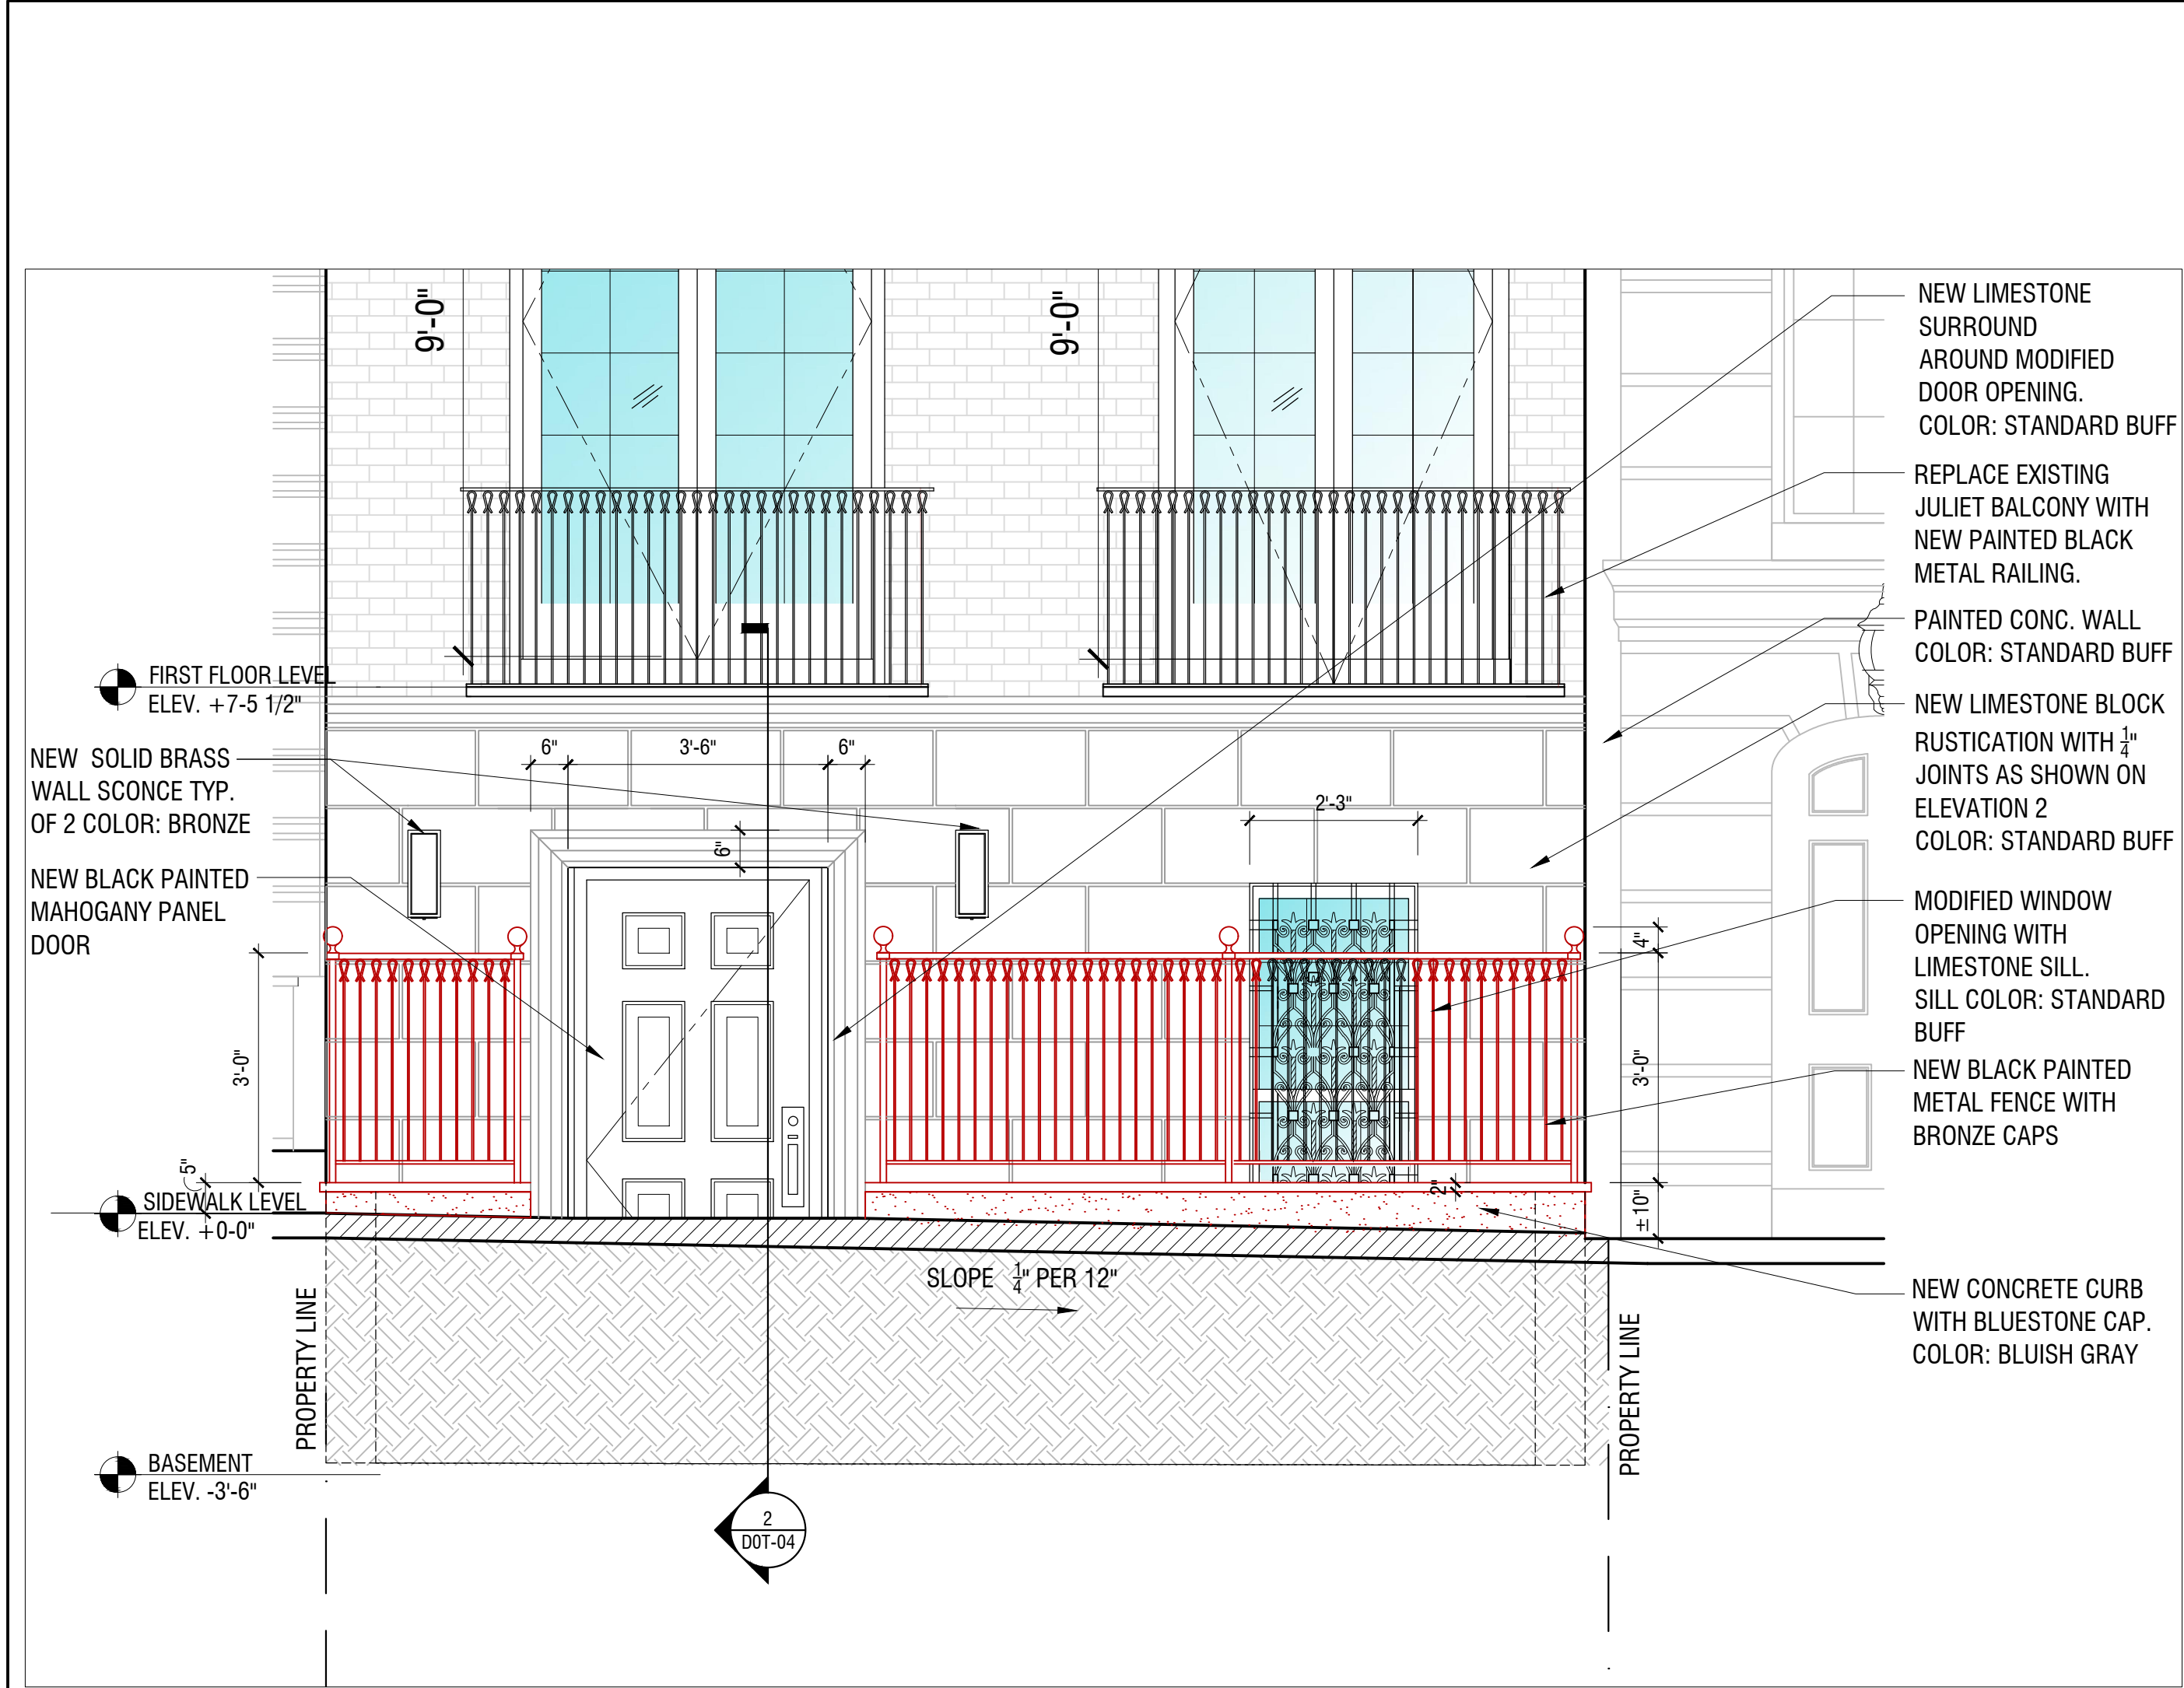 9'-0"
9'-0"
NEW LIMESTONE
SURROUND
AROUND MODIFIED
DOOR OPENING.
COLOR: STANDARD BUFF
REPLACE EXISTING
JULIET BALCONY WITH
NEW PAINTED BLACK
METAL RAILING.
PAINTED CONC. WALL
COLOR: STANDARD BUFF
NEW LIMESTONE BLOCK
RUSTICATION WITH 1/4"
JOINTS AS SHOWN ON
ELEVATION 2
COLOR: STANDARD BUFF
MODIFIED WINDOW
OPENING WITH
LIMESTONE SILL.
SILL COLOR: STANDARD
BUFF
NEW BLACK PAINTED
METAL FENCE WITH
BRONZE CAPS
NEW CONCRETE CURB
WITH BLUESTONE CAP.
COLOR: BLUISH GRAY
FIRST FLOOR LEVEL
ELEV. +7-5 1/2"
NEW SOLID BRASS
WALL SCONCE TYP.
OF 2 COLOR: BRONZE
NEW BLACK PAINTED
MAHOGANY PANEL
DOOR
6"
3'-6"
6"
6"
2'-3"
4"
3'-0"
3'-0"
5"
2"
±10"
SIDEWALK LEVEL
ELEV. +0-0"
SLOPE 1/4" PER 12"
PROPERTY LINE
PROPERTY LINE
BASEMENT
ELEV. -3'-6"
2
DOT-04